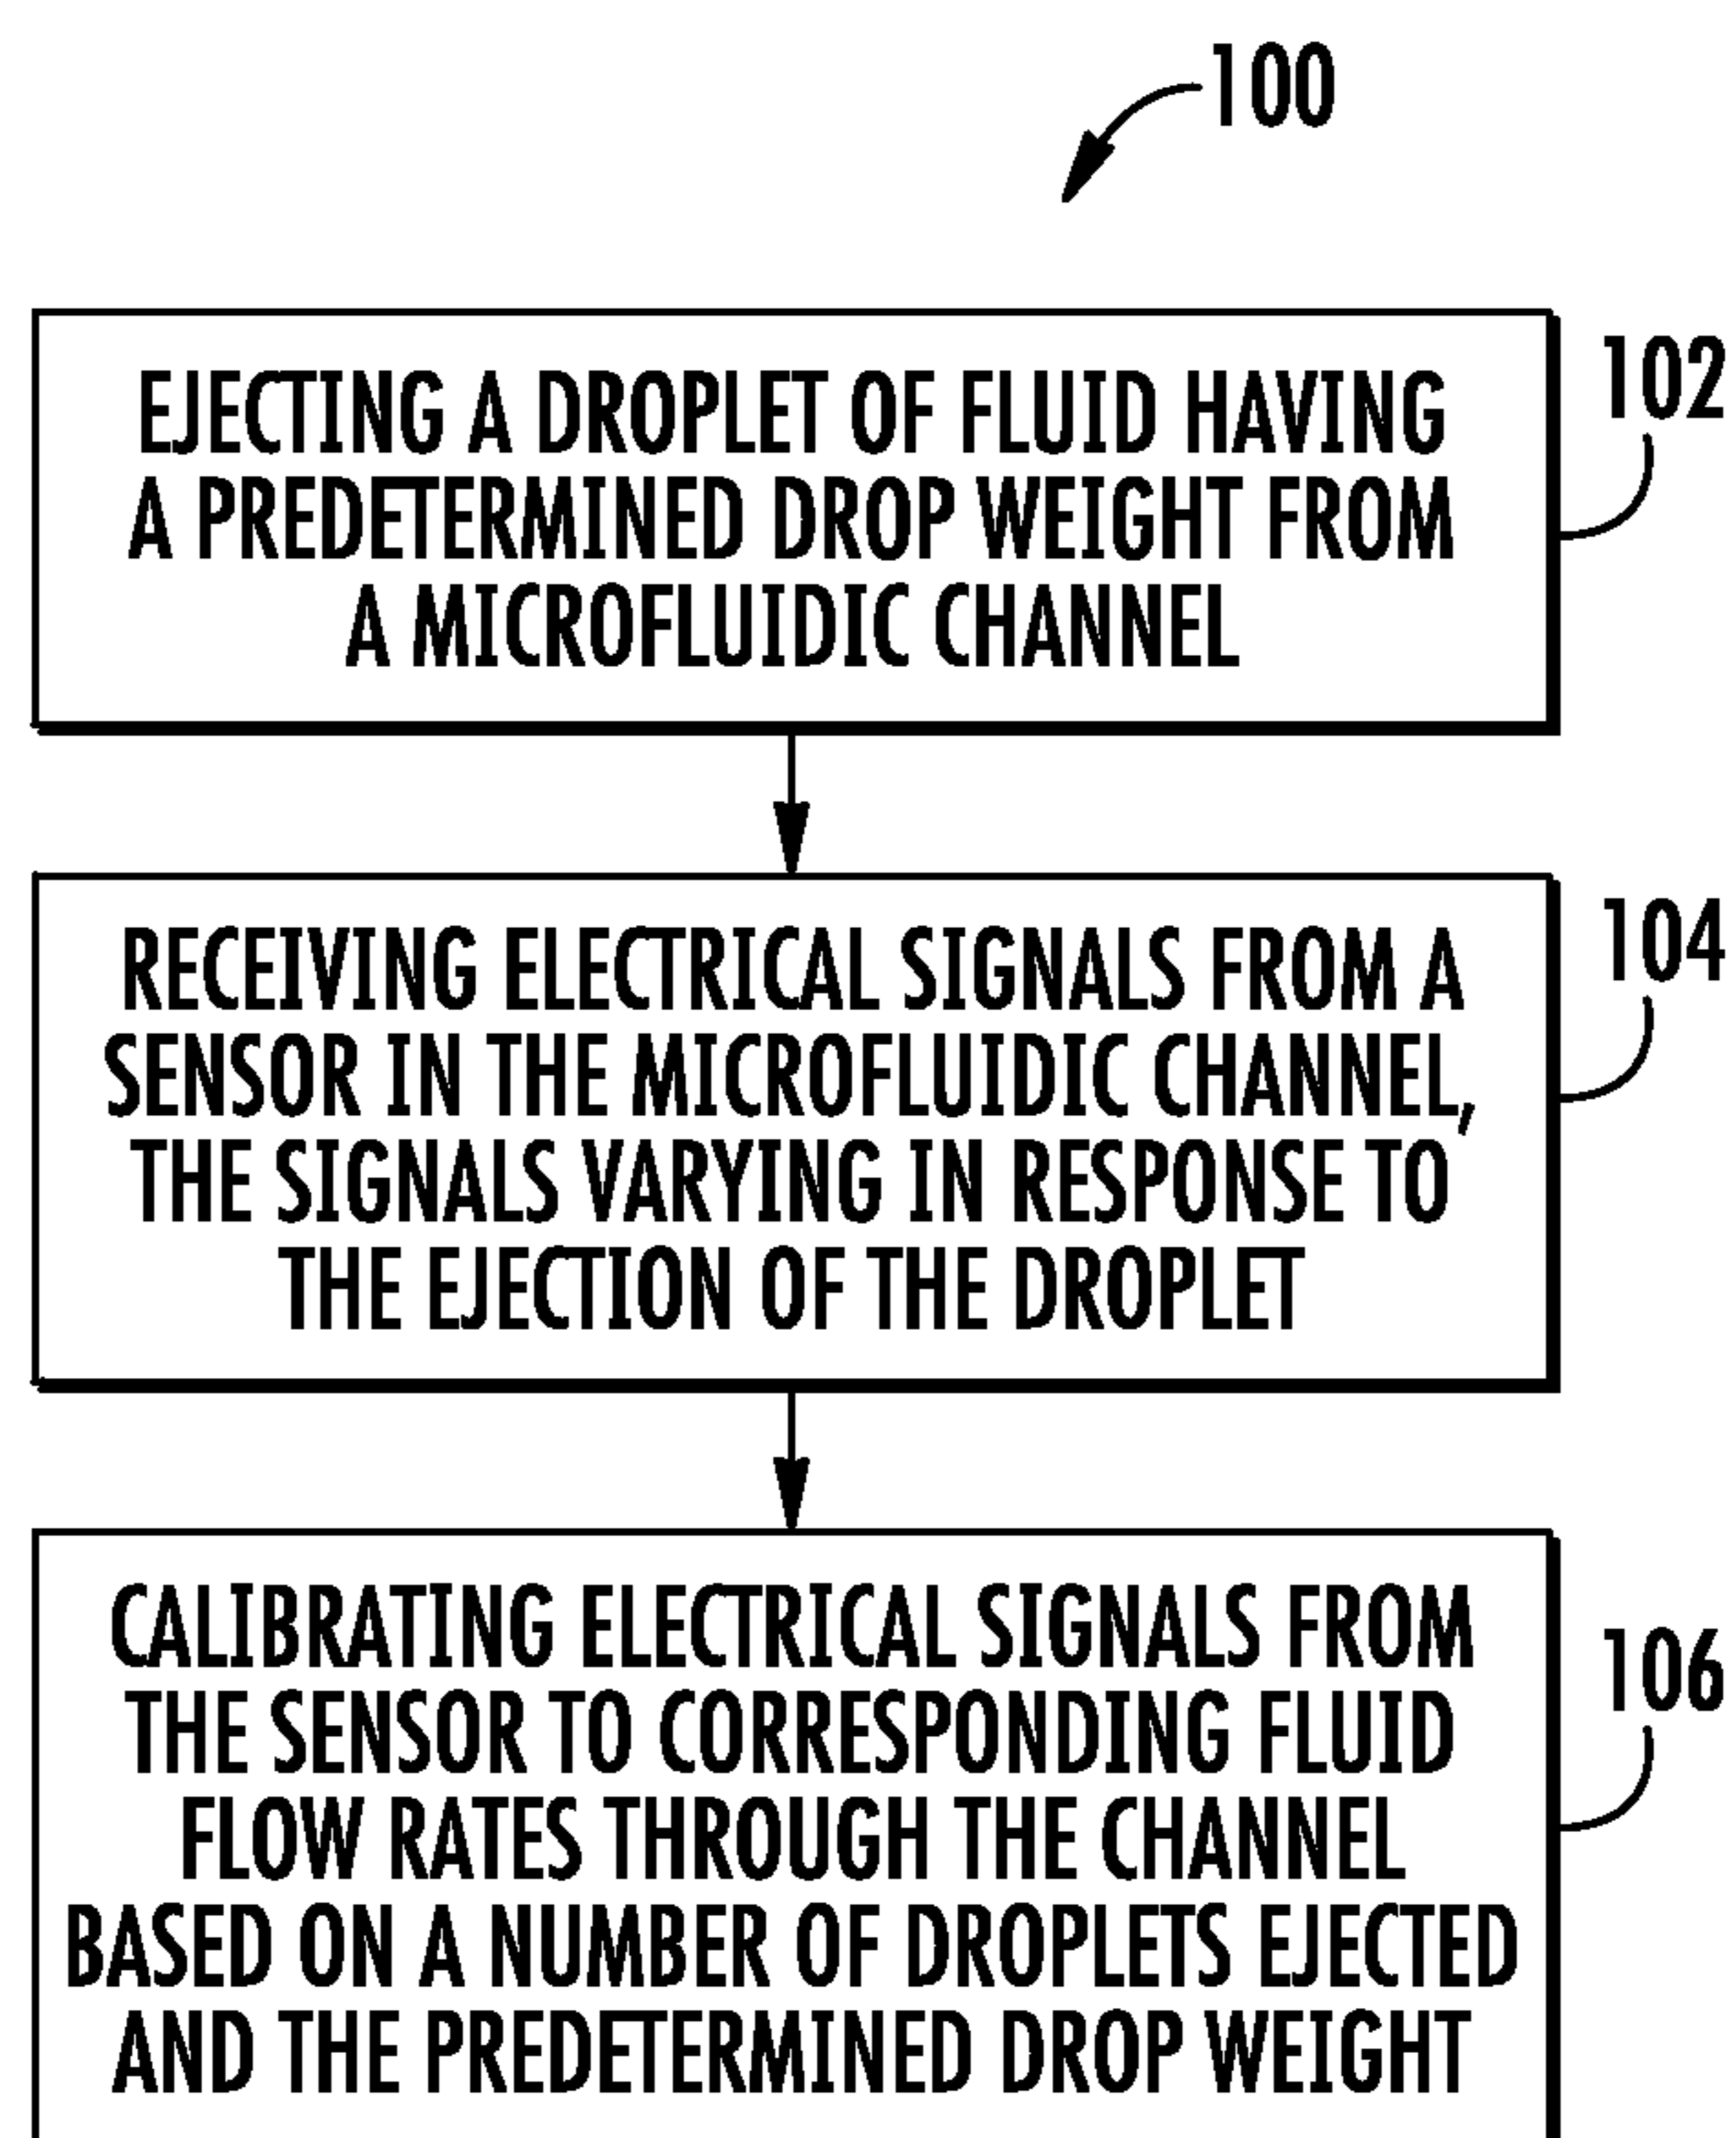 100
EJECTING A DROPLET OF FLUID HAVING
A PREDETERMINED DROP WEIGHT FROM
A MICROFLUIDIC CHANNEL
102
RECEIVING ELECTRICAL SIGNALS FROM A
SENSOR IN THE MICROFLUIDIC CHANNEL,
THE SIGNALS VARYING IN RESPONSE TO
THE EJECTION OF THE DROPLET
104
CALIBRATING ELECTRICAL SIGNALS FROM
THE SENSOR TO CORRESPONDING FLUID
FLOW RATES THROUGH THE CHANNEL
BASED ON A NUMBER OF DROPLETS EJECTED
AND THE PREDETERMINED DROP WEIGHT
106